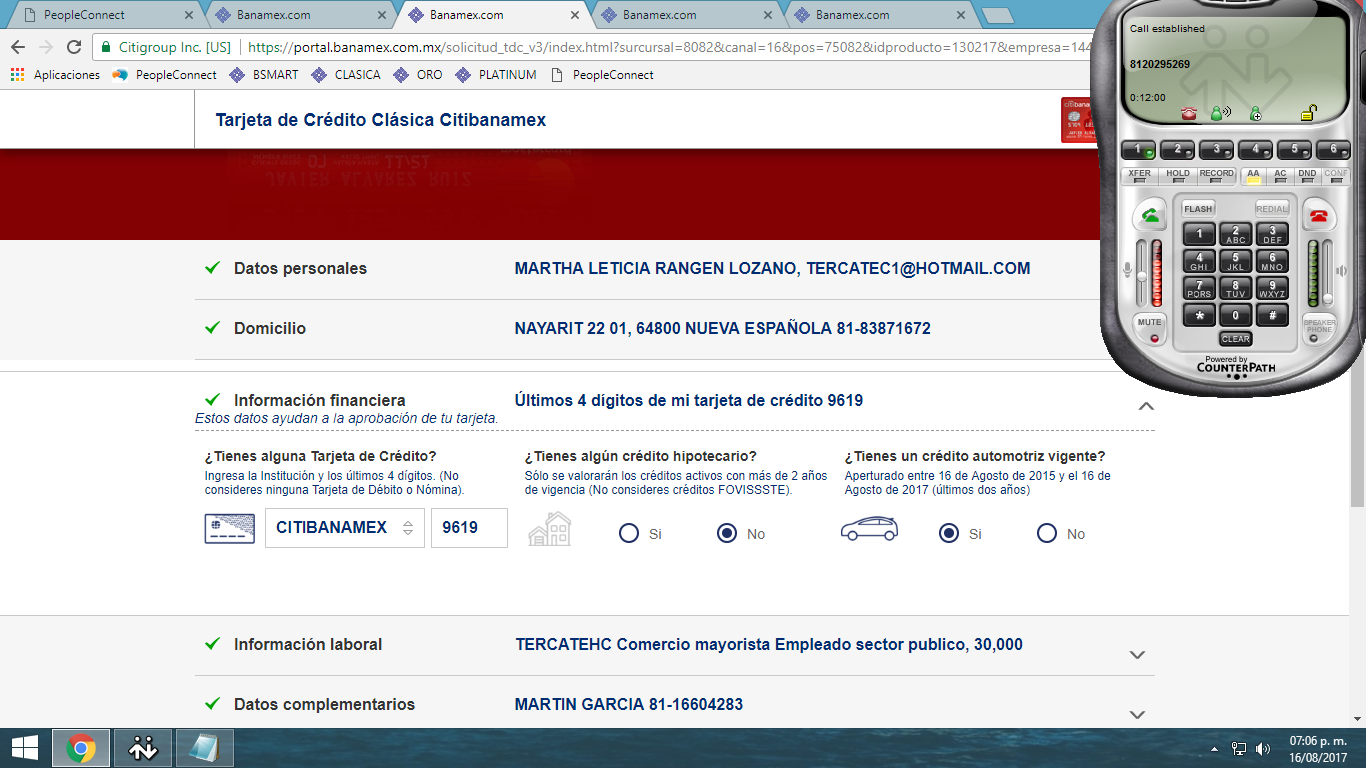 PeopleConnect
Banamex.com
Banamex.com
Banamex.com
Banamex.com
Citigroup Inc. [US]
https://portal.banamex.com.mx/solicitud_tdc_v3/index.html?surcursal=8082&canal=16&pos=75082&idproducto=130217&empresa=144
Aplicaciones
PeopleConnect
BSMART
CLASICA
ORO
PLATINUM
PeopleConnect
Tarjeta de Crédito Clásica Citibanamex
JAVIER ALVAREZ RUIZ
Datos personales
MARTHA LETICIA RANGEN LOZANO, TERCATEC1@HOTMAIL.COM
Domicilio
NAYARIT 22 01, 64800 NUEVA ESPAÑOLA 81-83871672
Información financiera
Últimos 4 dígitos de mi tarjeta de crédito 9619
Estos datos ayudan a la aprobación de tu tarjeta.
¿Tienes alguna Tarjeta de Crédito?
Ingresa la Institución y los últimos 4 dígitos. (No
consideres ninguna Tarjeta de Débito o Nómina).
CITIBANAMEX
9619
¿Tienes algún crédito hipotecario?
Sólo se valorarán los créditos activos con más de 2 años
de vigencia (No consideres créditos FOVISSSTE).
Si
No
¿Tienes un crédito automotriz vigente?
Aperturado entre 16 de Agosto de 2015 y el 16 de
Agosto de 2017 (últimos dos años)
Si
No
Información laboral
TERCATEHC Comercio mayorista Empleado sector publico, 30,000
Datos complementarios
MARTIN GARCIA 81-16604283
Call established
8120295269
0:12:00
1 2 3 4 5 6
XFER HOLD RECORD AA AC DND CONF
FLASH
REDIAL
1
2 ABC
3 DEF
4 GHI
5 JKL
6 MNO
7 PQRS
8 TUV
9 WXYZ
* 0 #
MUTE
SPEAKER
PHONE
CLEAR
Powered by
COUNTERPATH
07:06 p. m.
16/08/2017